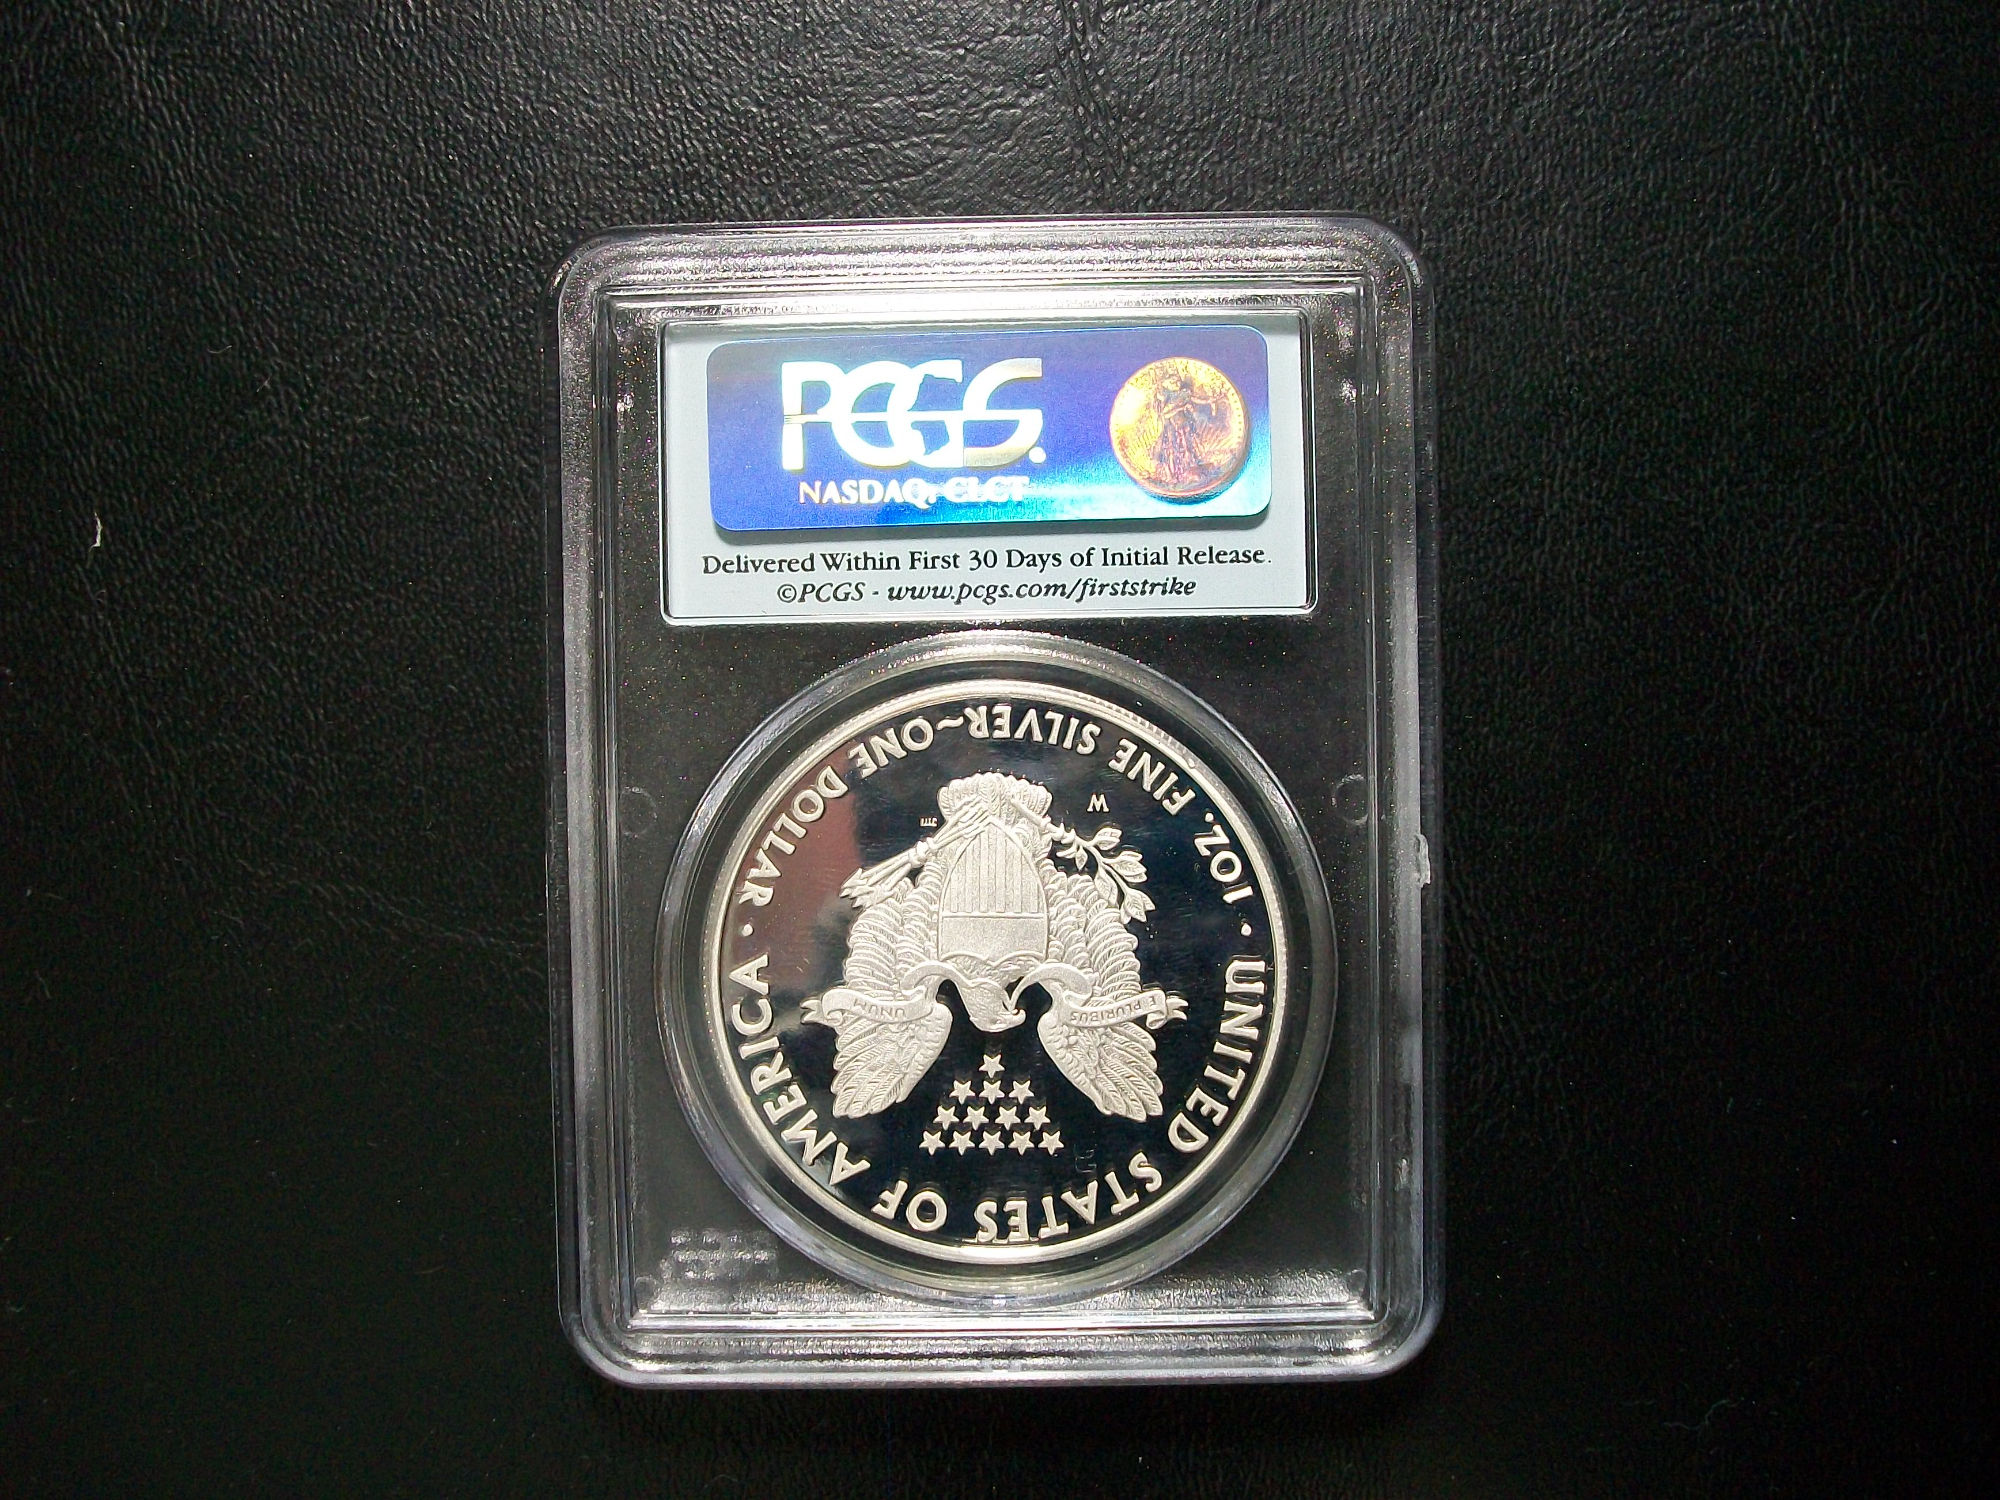 PCGS.
NASDAQ: CLCT
Delivered Within First 30 Days of Initial Release.
©PCGS - www.pcgs.com/firststrike
UNITED STATES OF AMERICA · 1 OZ. FINE SILVER~ONE DOLLAR ·
W
E PLURIBUS
UNUM